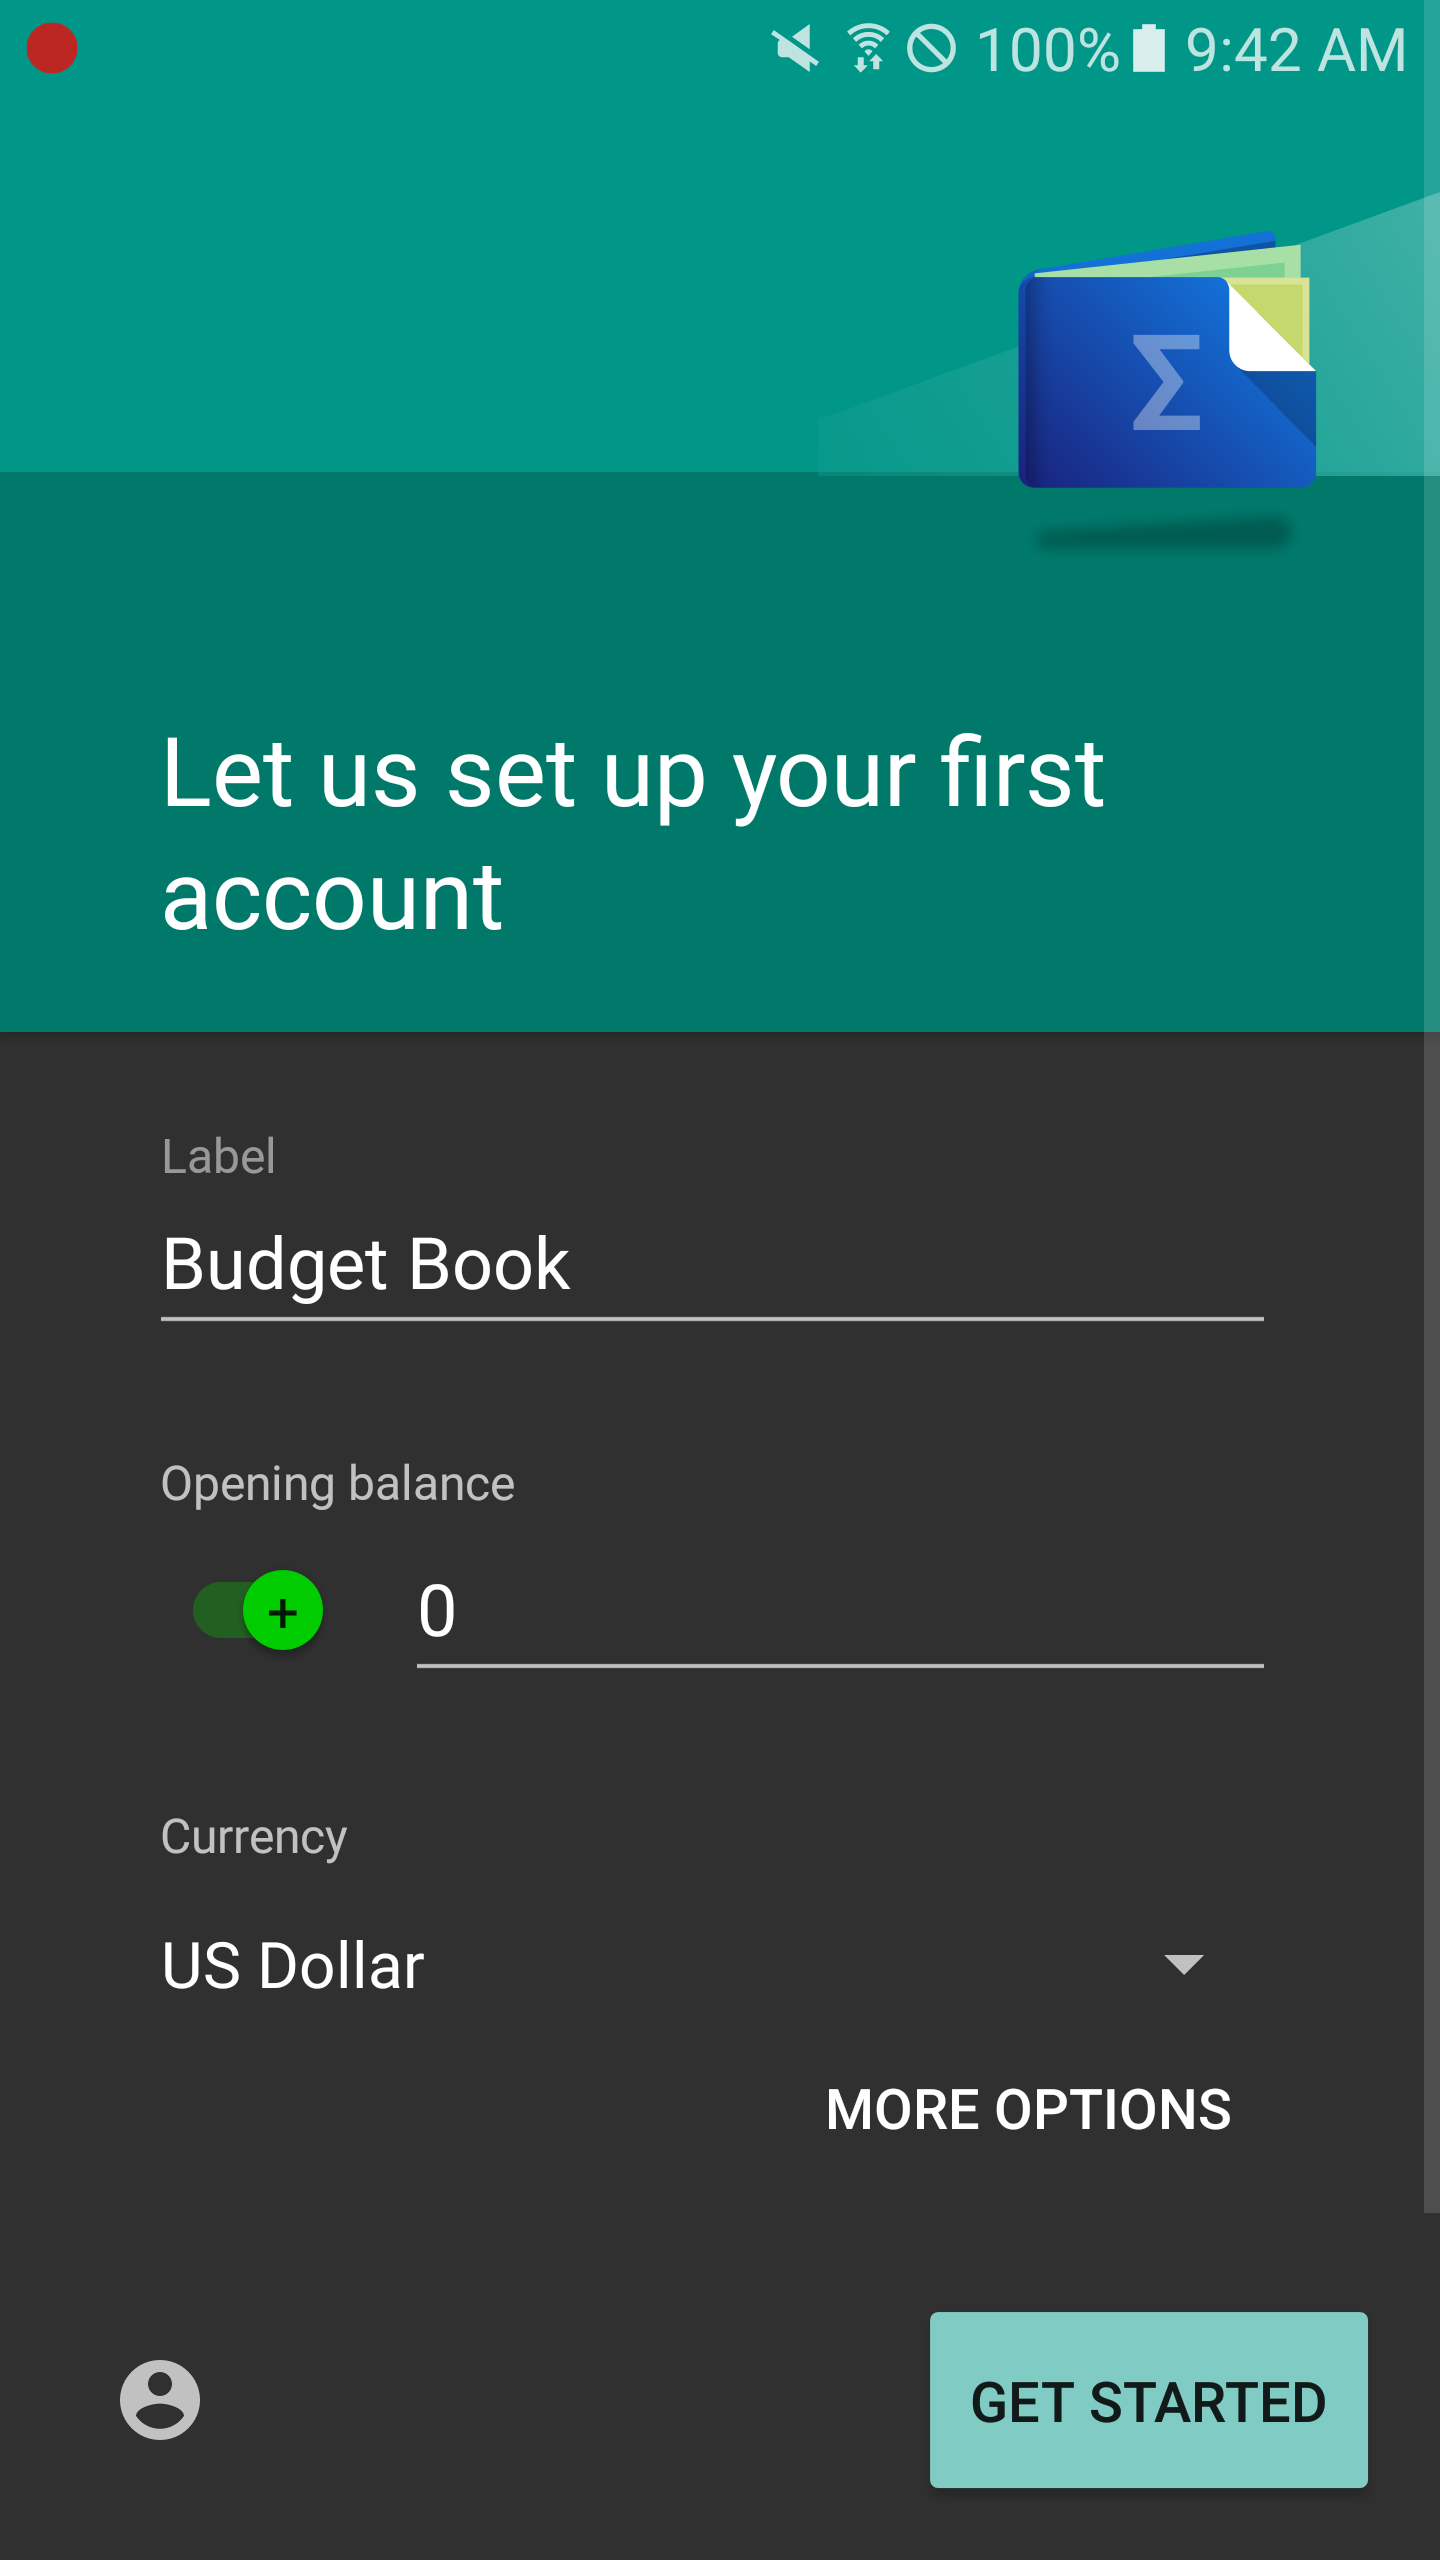 100% 9:42 AM
Σ
Let us set up your first
account
Label
Budget Book
Opening balance
+ 0
Currency
US Dollar
MORE OPTIONS
GET STARTED